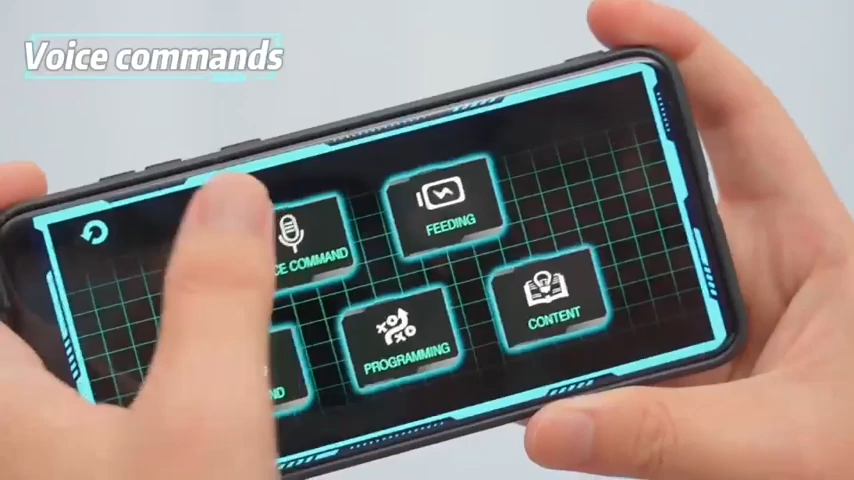 Voice commands
CE COMMAND
FEEDING
ND
PROGRAMMING
CONTENT